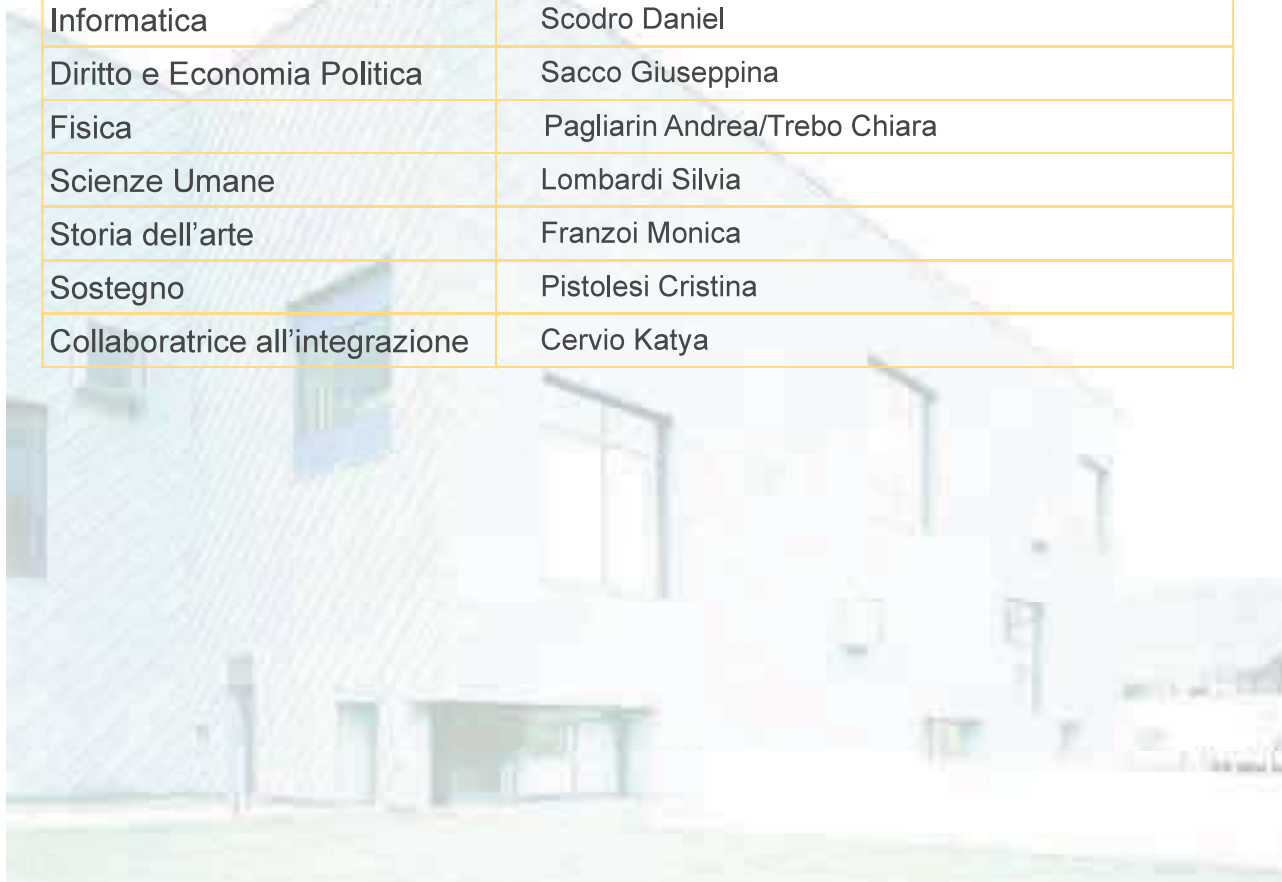 Informatica Scodro Daniel
Diritto e Economia Politica Sacco Giuseppina
Fisica Pagliarin Andrea/Trebo Chiara
Scienze Umane Lombardi Silvia
Storia dell’arte Franzoi Monica
Sostegno Pistolesi Cristina
Collaboratrice all’integrazione Cervio Katya